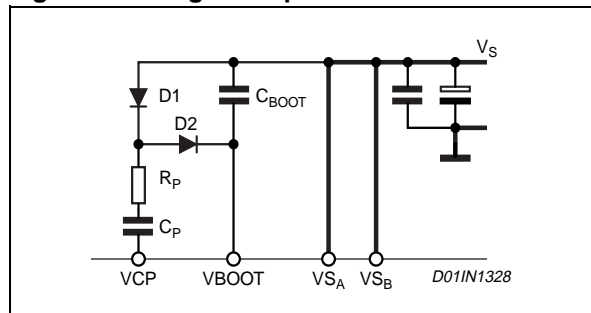 V_S
D1
C_BOOT
D2
R_P
C_P
VCP VBOOT VS_A VS_B D01IN1328